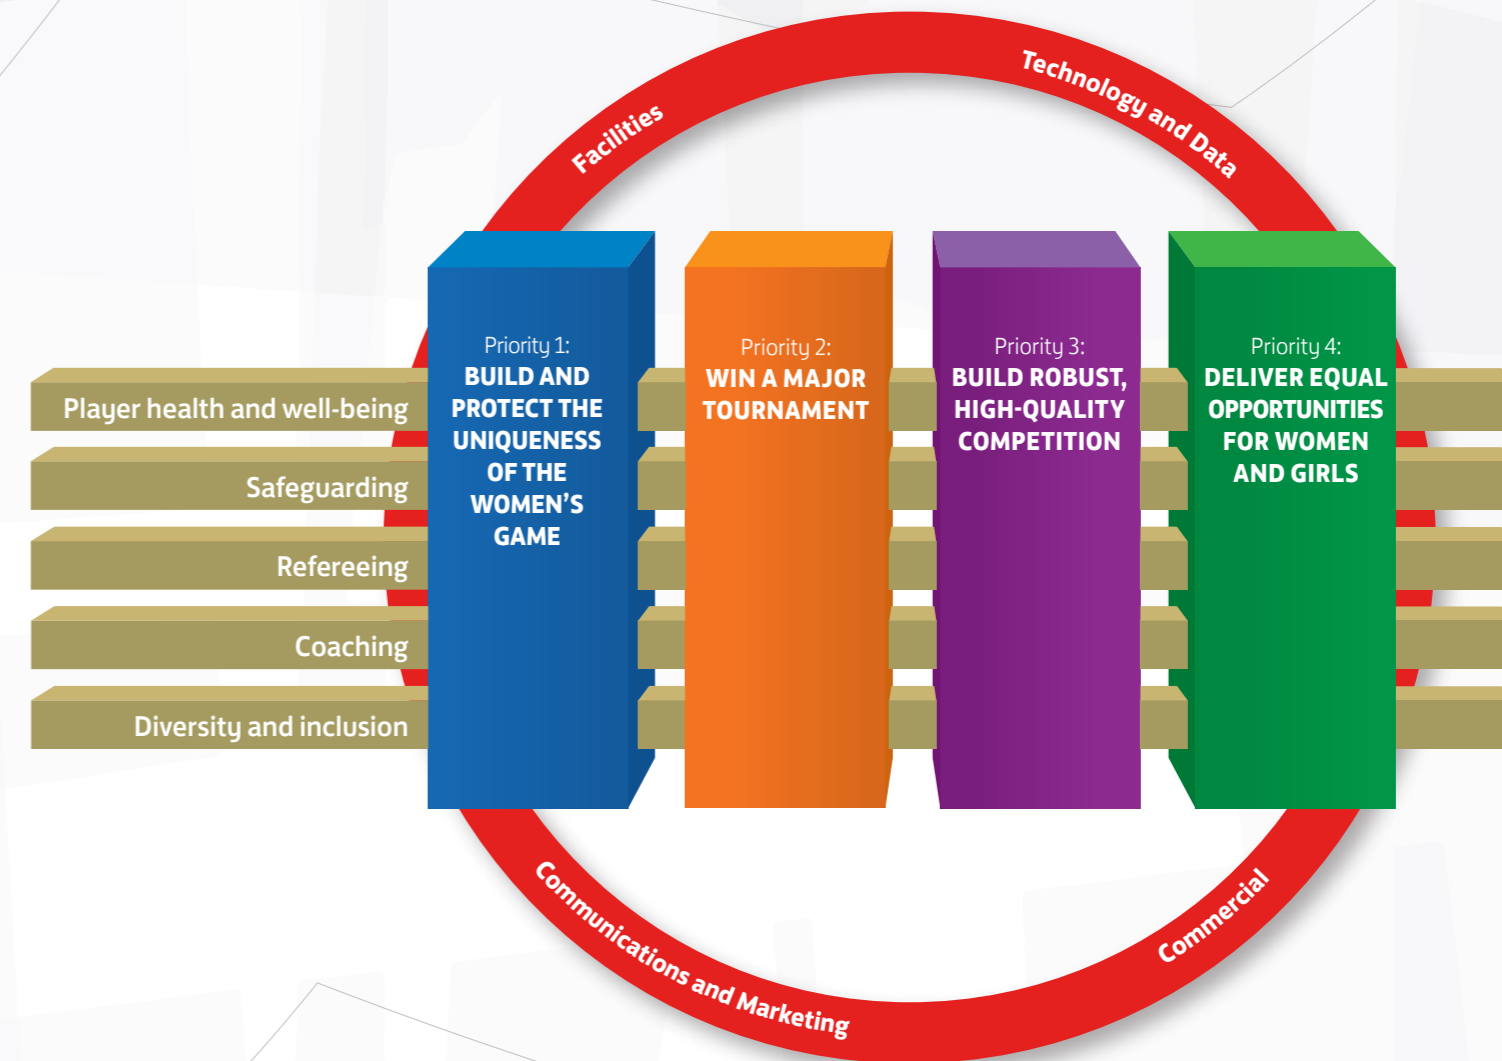 Facilities
Technology and Data
Priority 1:
BUILD AND
PROTECT THE
UNIQUENESS
OF THE
WOMEN'S
GAME
Priority 2:
WIN A MAJOR
TOURNAMENT
Priority 3:
BUILD ROBUST,
HIGH-QUALITY
COMPETITION
Priority 4:
DELIVER EQUAL
OPPORTUNITIES
FOR WOMEN
AND GIRLS
Player health and well-being
Safeguarding
Refereeing
Coaching
Diversity and inclusion
Communications and Marketing
Commercial